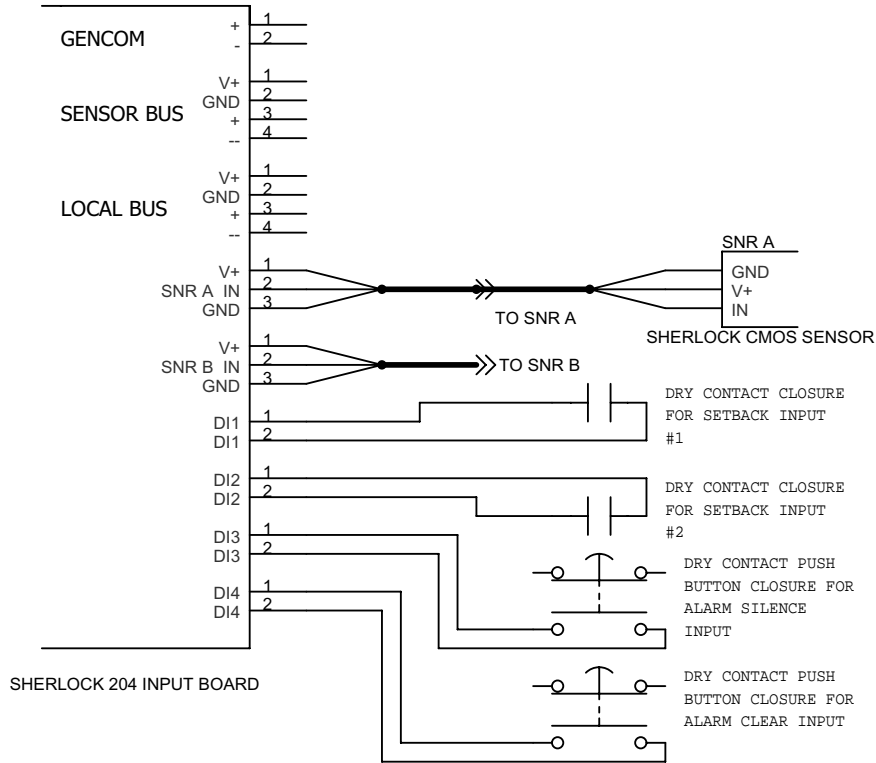 GENCOM
+ 1
- 2
SENSOR BUS
V+ 1
GND 2
+ 3
-- 4
LOCAL BUS
V+ 1
GND 2
+ 3
-- 4
V+ 1
SNR A IN 2
GND 3
TO SNR A
SNR A
GND
V+
IN
SHERLOCK CMOS SENSOR
V+ 1
SNR B IN 2
GND 3
TO SNR B
DI1 1
DI1 2
DRY CONTACT CLOSURE
FOR SETBACK INPUT
#1
DI2 1
DI2 2
DRY CONTACT CLOSURE
FOR SETBACK INPUT
#2
DI3 1
DI3 2
DRY CONTACT PUSH
BUTTON CLOSURE FOR
ALARM SILENCE
INPUT
DI4 1
DI4 2
DRY CONTACT PUSH
BUTTON CLOSURE FOR
ALARM CLEAR INPUT
SHERLOCK 204 INPUT BOARD